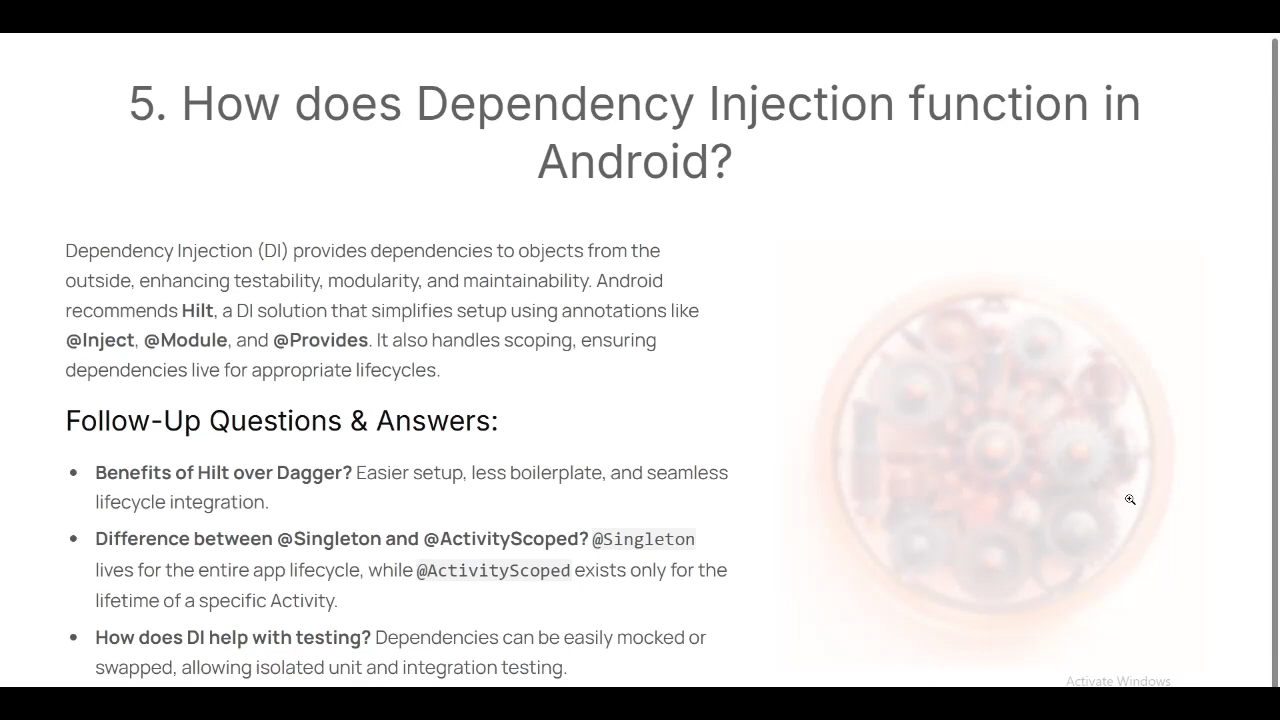 5. How does Dependency Injection function in
Android?
Dependency Injection (DI) provides dependencies to objects from the
outside, enhancing testability, modularity, and maintainability. Android
recommends Hilt, a DI solution that simplifies setup using annotations like
@Inject, @Module, and @Provides. It also handles scoping, ensuring
dependencies live for appropriate lifecycles.
Follow-Up Questions & Answers:
• Benefits of Hilt over Dagger? Easier setup, less boilerplate, and seamless
lifecycle integration.
• Difference between @Singleton and @ActivityScoped? @Singleton
lives for the entire app lifecycle, while @ActivityScoped exists only for the
lifetime of a specific Activity.
• How does DI help with testing? Dependencies can be easily mocked or
swapped, allowing isolated unit and integration testing.
Activate Windows